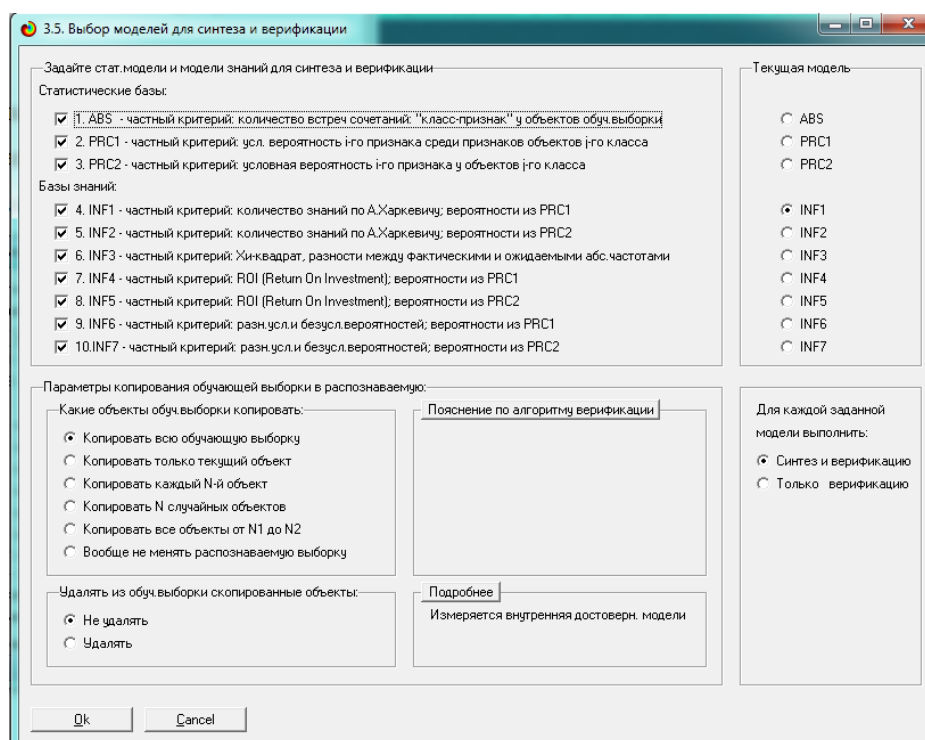 3.5. Выбор моделей для синтеза и верификации
Задайте стат.модели и модели знаний для синтеза и верификации
Статистические базы:
1. ABS - частный критерий: количество встреч сочетаний: "класс-признак" у объектов обуч.выборки
2. PRC1 - частный критерий: усл. вероятность i-го признака среди признаков объектов j-го класса
3. PRC2 - частный критерий: условная вероятность i-го признака у объектов j-го класса
Базы знаний:
4. INF1 - частный критерий: количество знаний по А.Харкевичу; вероятности из PRC1
5. INF2 - частный критерий: количество знаний по А.Харкевичу; вероятности из PRC2
6. INF3 - частный критерий: Хи-квадрат, разности между фактическими и ожидаемыми абс.частотами
7. INF4 - частный критерий: ROI (Return On Investment); вероятности из PRC1
8. INF5 - частный критерий: ROI (Return On Investment); вероятности из PRC2
9. INF6 - частный критерий: разн.усл.и безусл.вероятностей; вероятности из PRC1
10.INF7 - частный критерий: разн.усл.и безусл.вероятностей; вероятности из PRC2
Текущая модель
ABS
PRC1
PRC2
INF1
INF2
INF3
INF4
INF5
INF6
INF7
Параметры копирования обучающей выборки в распознаваемую:
Какие объекты обуч.выборки копировать:
Копировать всю обучающую выборку
Копировать только текущий объект
Копировать каждый N-й объект
Копировать N случайных объектов
Копировать все объекты от N1 до N2
Вообще не менять распознаваемую выборку
Пояснение по алгоритму верификации
Удалять из обуч.выборки скопированные объекты:
Не удалять
Удалять
Подробнее
Измеряется внутренняя достоверн. модели
Для каждой заданной
модели выполнить:
Синтез и верификацию
Только верификацию
Ok
Cancel